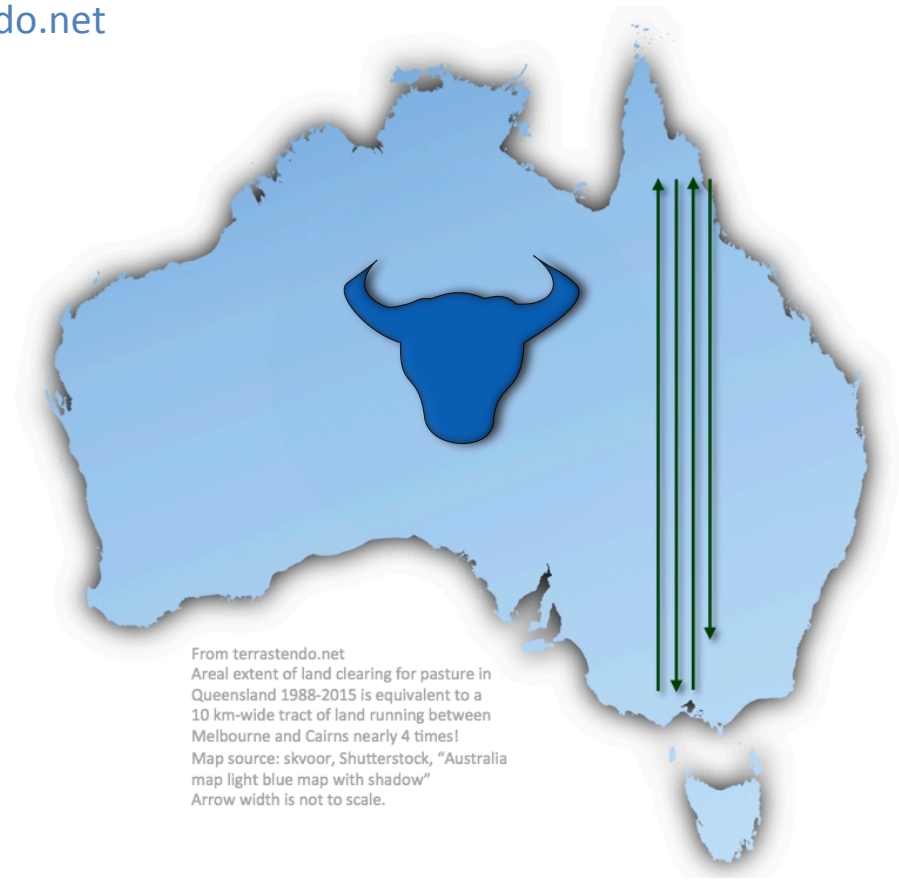 do.net
From terrastendo.net
Areal extent of land clearing for pasture in
Queensland 1988-2015 is equivalent to a
10 km-wide tract of land running between
Melbourne and Cairns nearly 4 times!
Map source: skvoor, Shutterstock, “Australia
map light blue map with shadow”
Arrow width is not to scale.